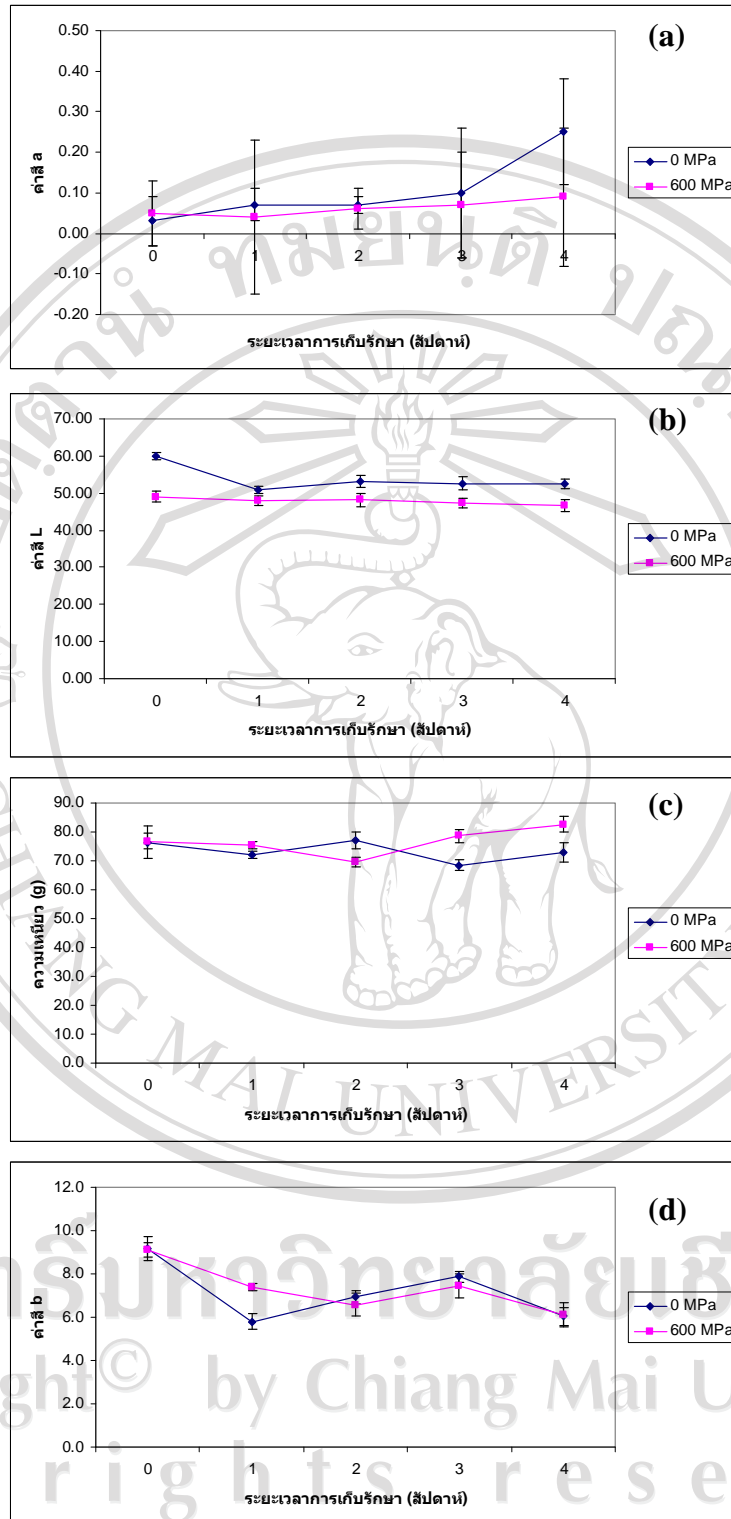 (a)
0.50
0.40
0.30
0.20
0.10
0.00
-0.10
-0.20
ค่าสี a
0 1 2 3 4
ระยะเวลาการเก็บรักษา (สัปดาห์)
0 MPa
600 MPa
(b)
70.00
60.00
50.00
40.00
30.00
20.00
10.00
0.00
ค่าสี L
0 1 2 3 4
ระยะเวลาการเก็บรักษา (สัปดาห์)
0 MPa
600 MPa
(c)
90.0
80.0
70.0
60.0
50.0
40.0
30.0
20.0
10.0
0.0
ความเหนียว (g)
0 1 2 3 4
ระยะเวลาการเก็บรักษา (สัปดาห์)
0 MPa
600 MPa
CHIANG MAI UNIVERSIT
(d)
12.0
10.0
8.0
6.0
4.0
2.0
0.0
ค่าสี b
0 1 2 3 4
ระยะเวลาการเก็บรักษา (สัปดาห์)
0 MPa
600 MPa
ght© by Chiang Mai U
rights rese